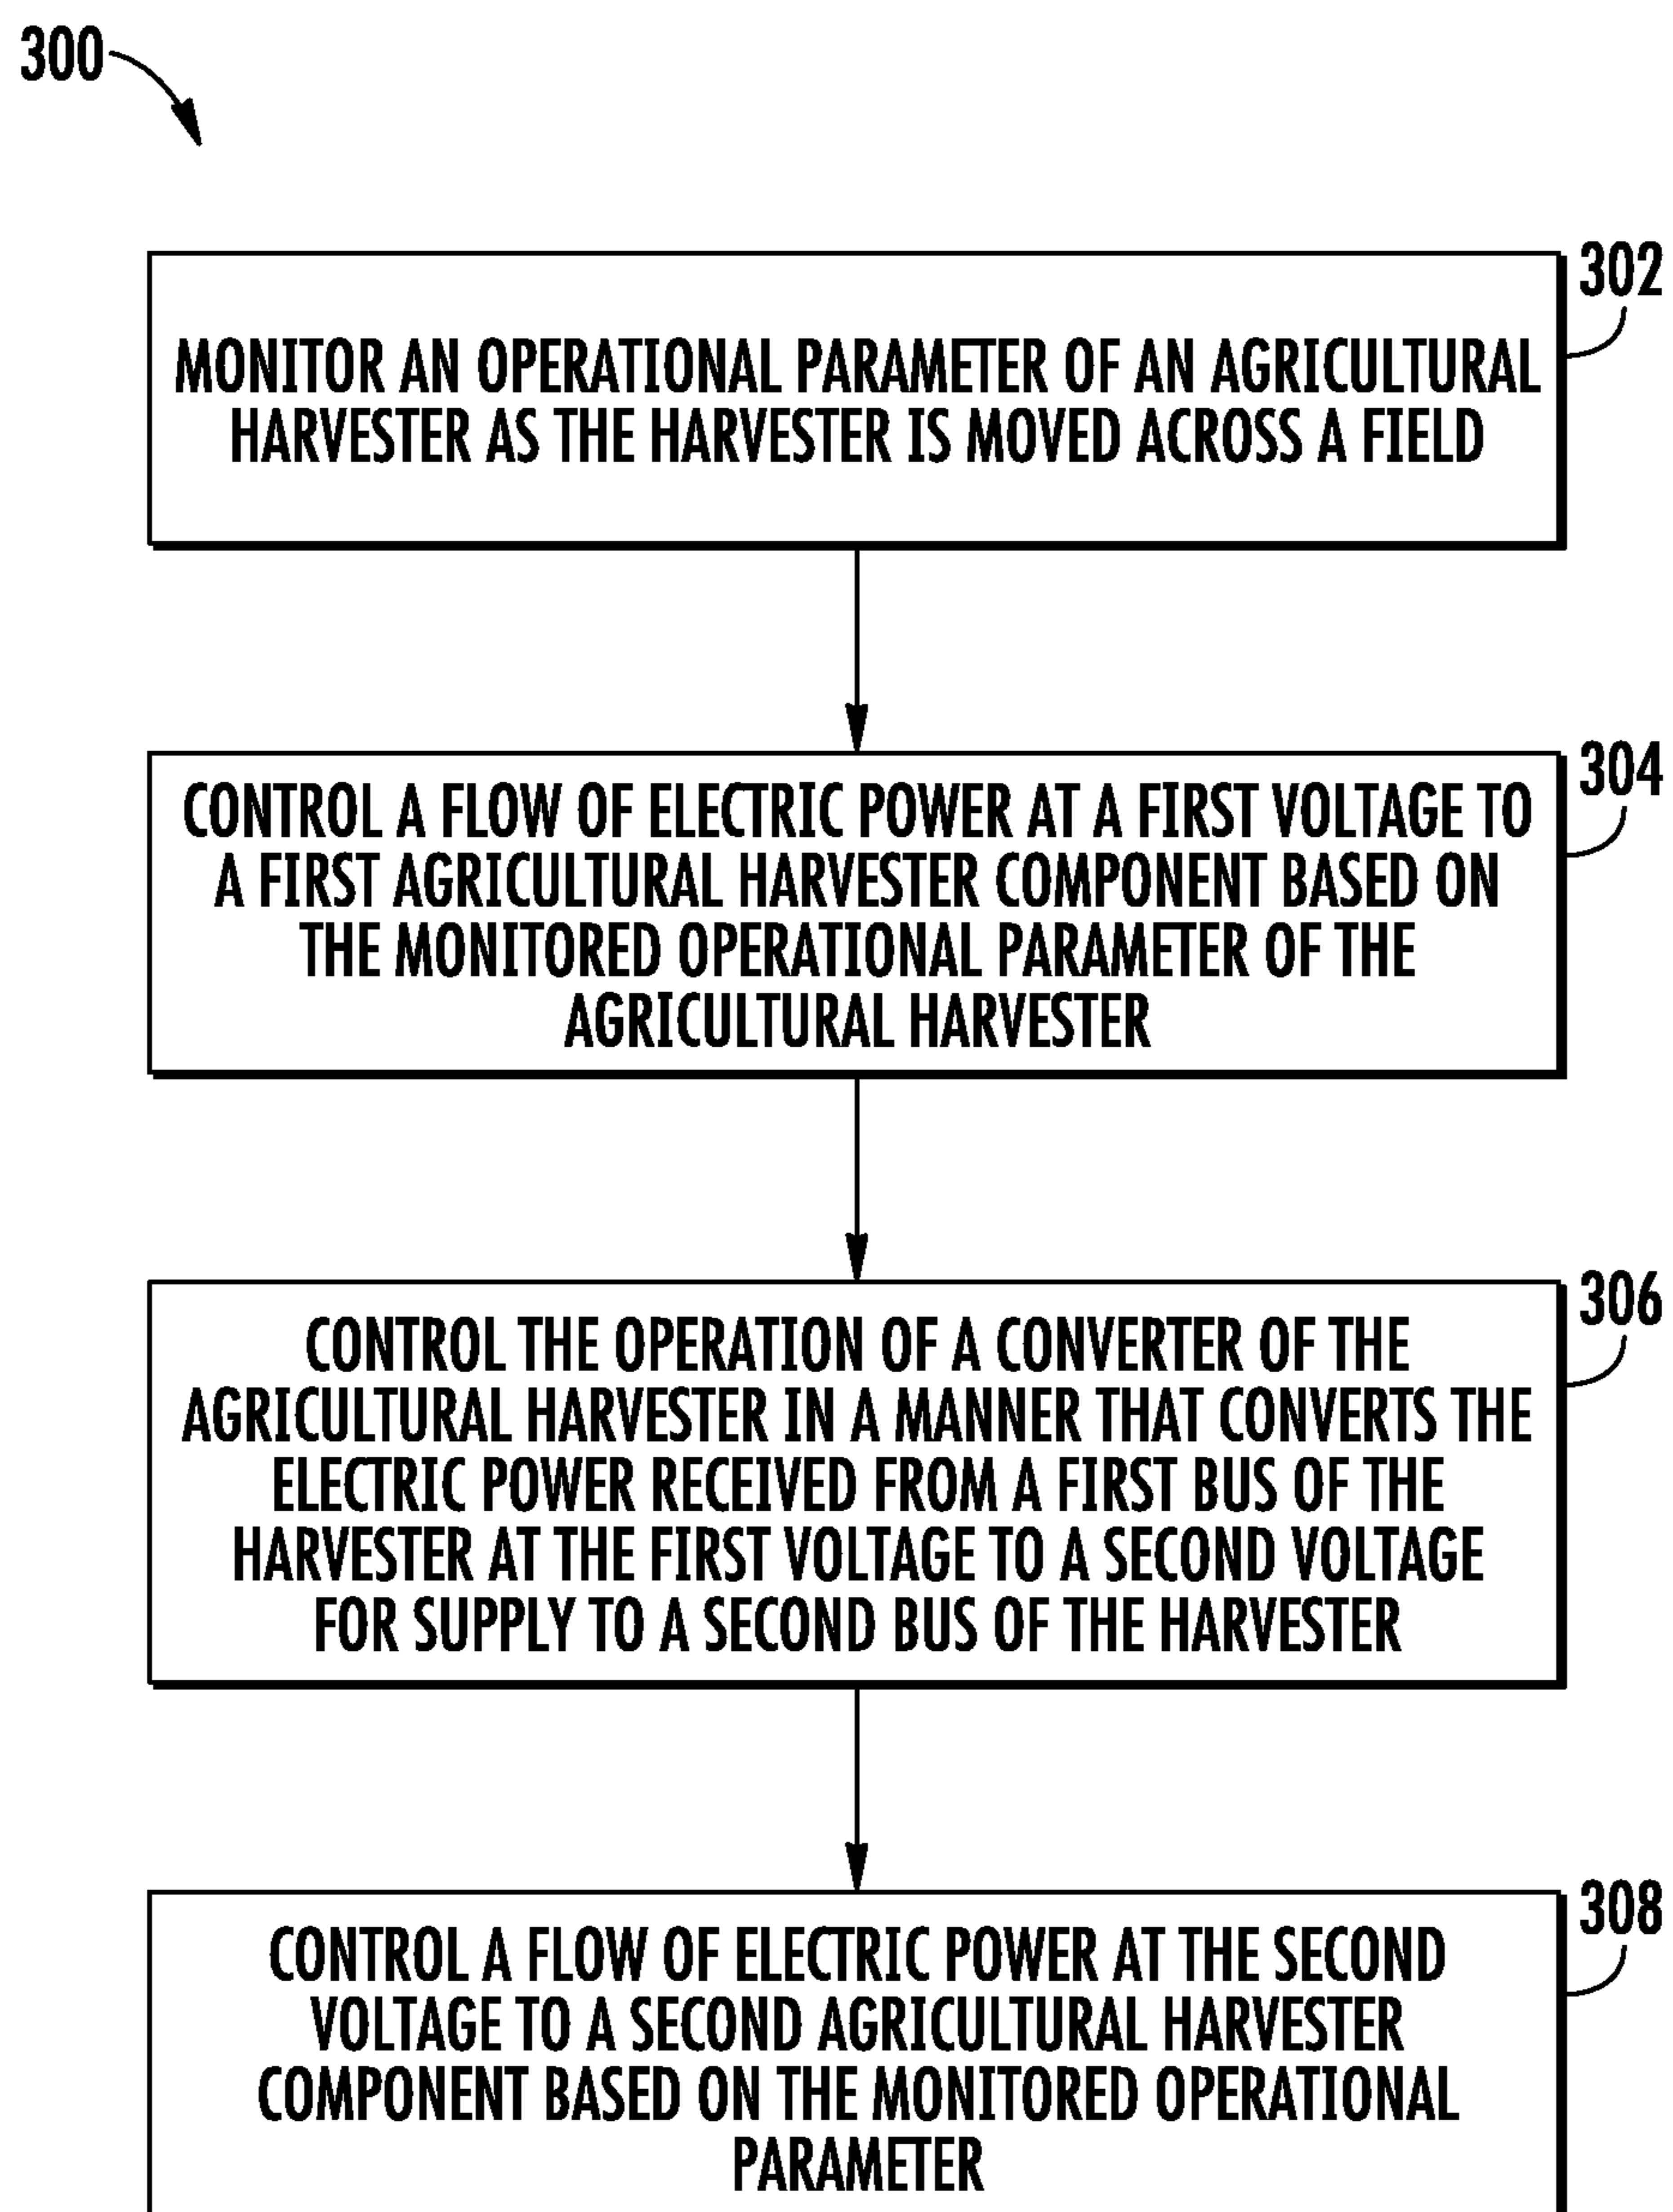 300
302
MONITOR AN OPERATIONAL PARAMETER OF AN AGRICULTURAL
HARVESTER AS THE HARVESTER IS MOVED ACROSS A FIELD
304
CONTROL A FLOW OF ELECTRIC POWER AT A FIRST VOLTAGE TO
A FIRST AGRICULTURAL HARVESTER COMPONENT BASED ON
THE MONITORED OPERATIONAL PARAMETER OF THE
AGRICULTURAL HARVESTER
306
CONTROL THE OPERATION OF A CONVERTER OF THE
AGRICULTURAL HARVESTER IN A MANNER THAT CONVERTS THE
ELECTRIC POWER RECEIVED FROM A FIRST BUS OF THE
HARVESTER AT THE FIRST VOLTAGE TO A SECOND VOLTAGE
FOR SUPPLY TO A SECOND BUS OF THE HARVESTER
308
CONTROL A FLOW OF ELECTRIC POWER AT THE SECOND
VOLTAGE TO A SECOND AGRICULTURAL HARVESTER
COMPONENT BASED ON THE MONITORED OPERATIONAL
PARAMETER